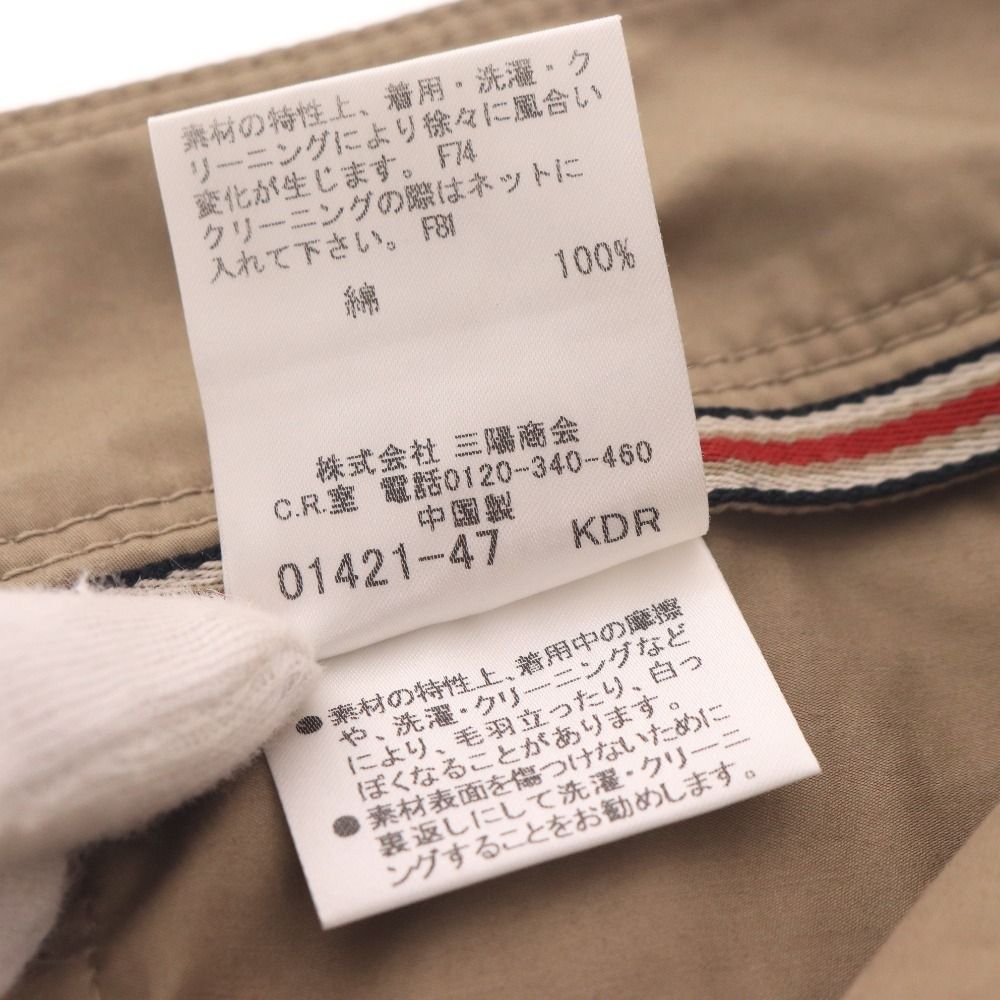 素材の特性上、着用・洗濯・ク
リーニングにより徐々に風合い
変化が生じます。F74
クリーニングの際はネットに
入れて下さい。F81
綿 100%
株式会社 三陽商会
C.R.室 電話0120-340-460
中国製
01421-47 KDR
●素材の特性上、着用中の摩擦
や、洗濯・クリーニングなど
により、毛羽立ったり、白っ
ぽくなることがあります。
●素材表面を傷つけないために
裏返しにして洗濯・クリーニ
ングすることをお勧めします。